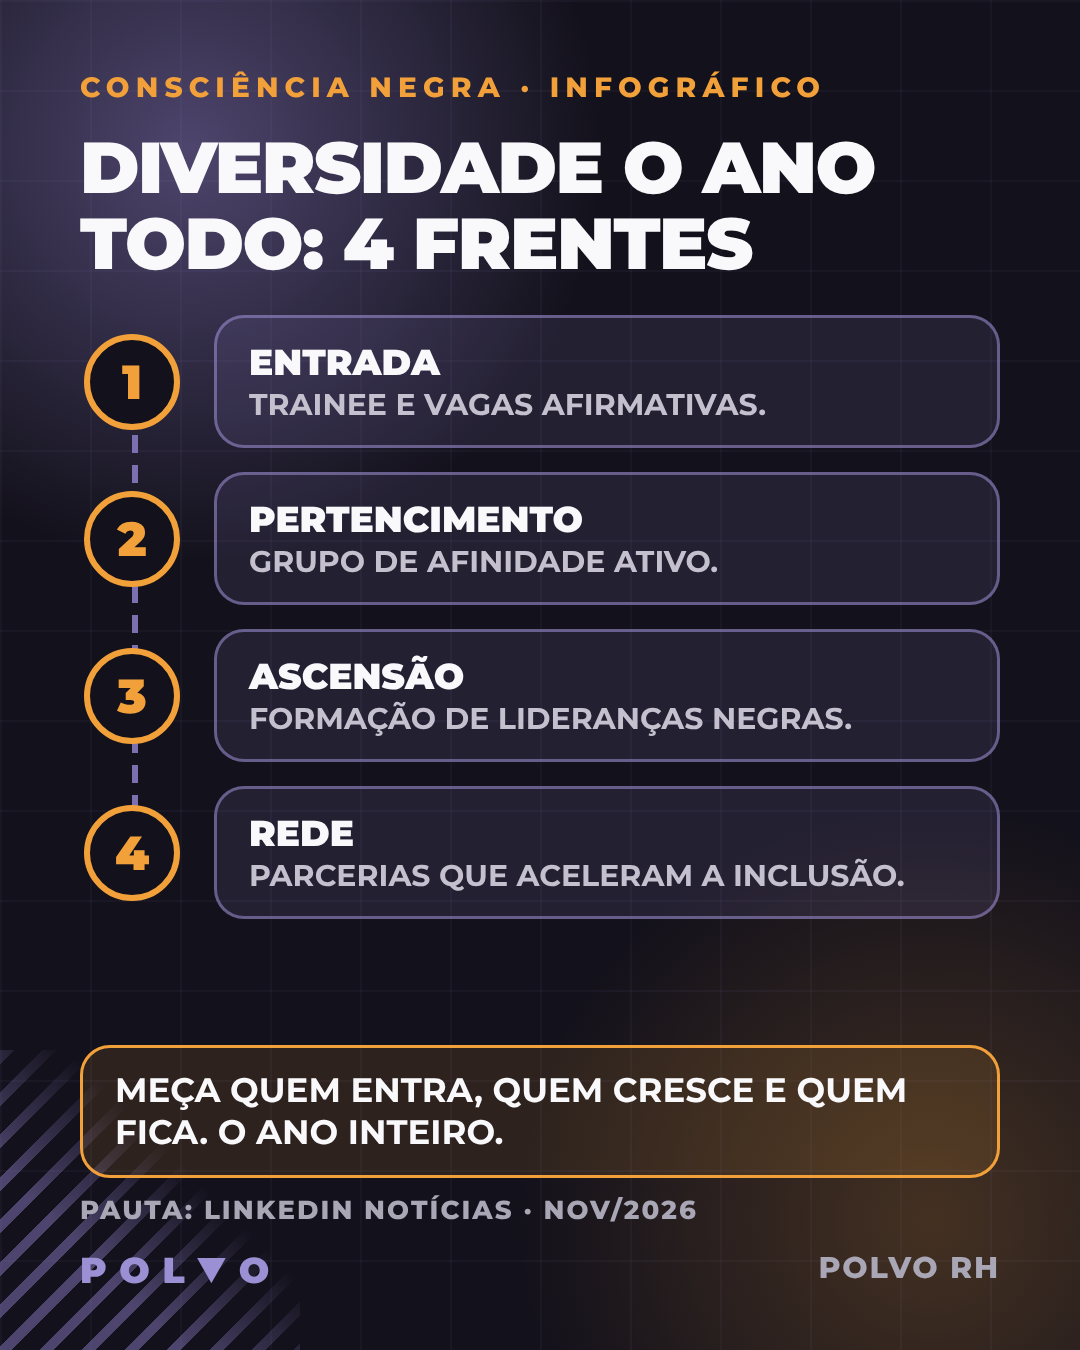 CONSCIÊNCIA NEGRA · INFOGRÁFICO
DIVERSIDADE O ANO
TODO: 4 FRENTES
1
ENTRADA
TRAINEE E VAGAS AFIRMATIVAS.
2
PERTENCIMENTO
GRUPO DE AFINIDADE ATIVO.
3
ASCENSÃO
FORMAÇÃO DE LIDERANÇAS NEGRAS.
4
REDE
PARCERIAS QUE ACELERAM A INCLUSÃO.
MEÇA QUEM ENTRA, QUEM CRESCE E QUEM
FICA. O ANO INTEIRO.
PAUTA: LINKEDIN NOTÍCIAS · NOV/2026
POLVO
POLVO RH